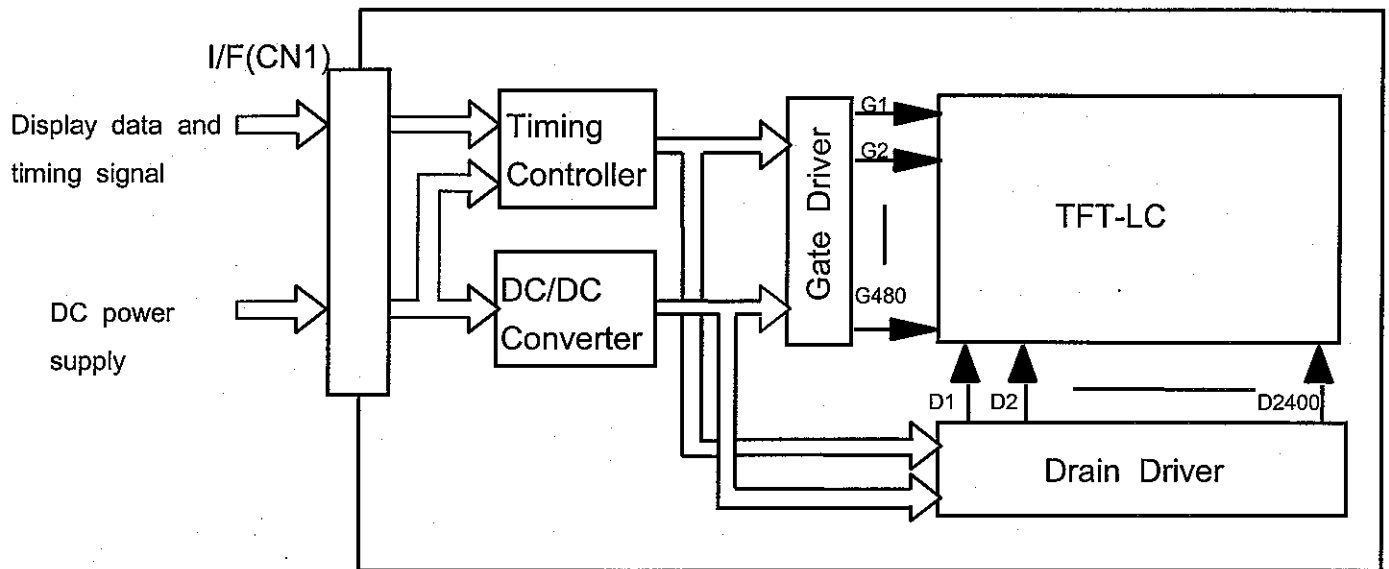 I/F(CN1)
Display data and
timing signal
DC power
supply
Timing
Controller
DC/DC
Converter
Gate Driver
G1
G2
G480
TFT-LC
D1
D2
D2400
Drain Driver